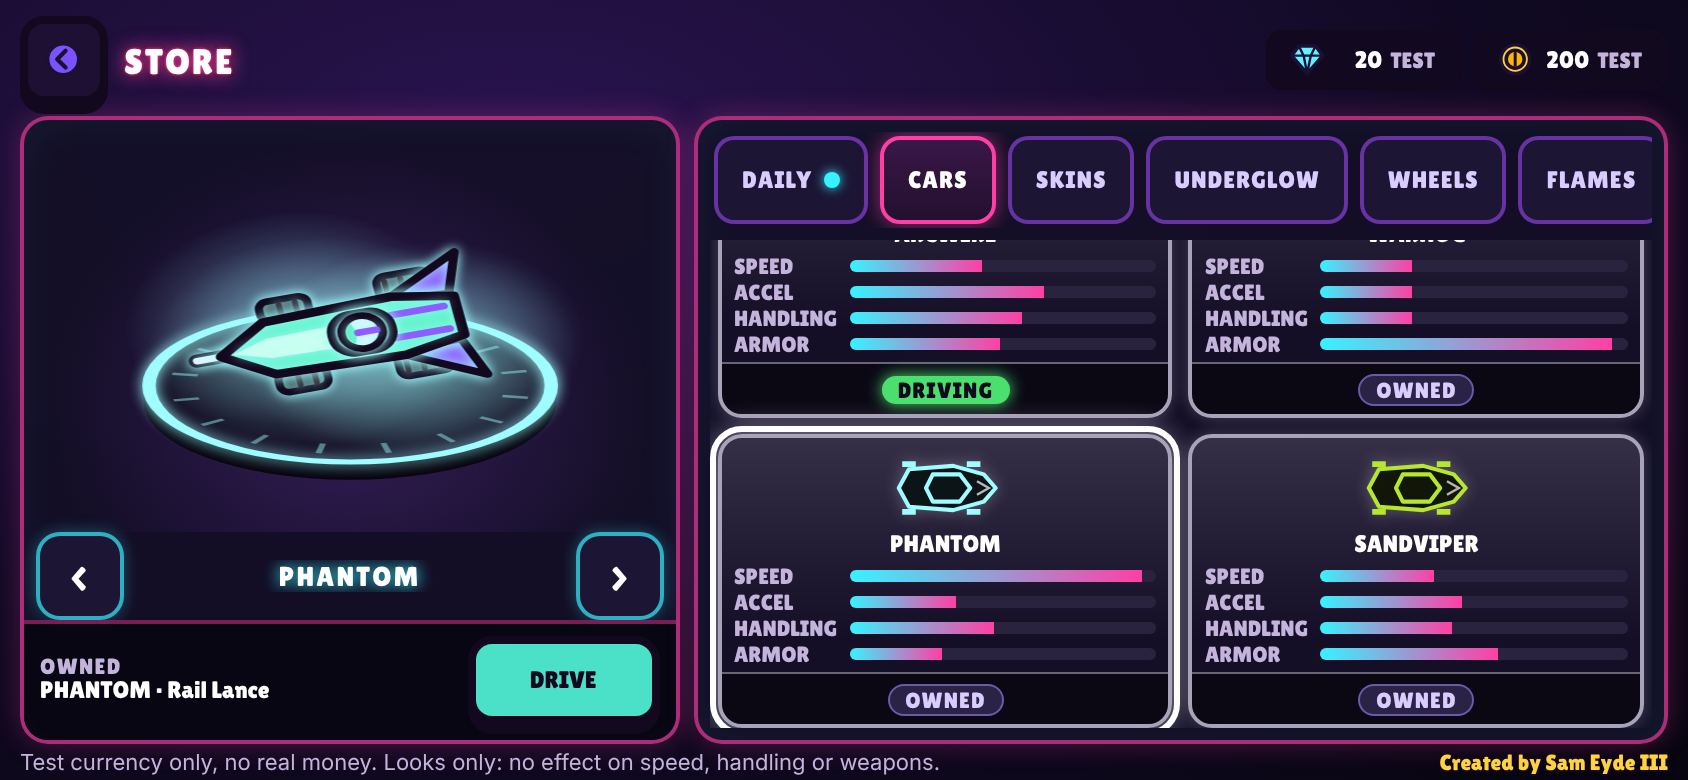 STORE
20 TEST
200 TEST
DAILY
CARS
SKINS
UNDERGLOW
WHEELS
FLAMES
SPEED
ACCEL
HANDLING
ARMOR
DRIVING
SPEED
ACCEL
HANDLING
ARMOR
OWNED
PHANTOM
SPEED
ACCEL
HANDLING
ARMOR
OWNED
SANDVIPER
SPEED
ACCEL
HANDLING
ARMOR
OWNED
‹
PHANTOM
›
OWNED
PHANTOM · Rail Lance
DRIVE
Test currency only, no real money. Looks only: no effect on speed, handling or weapons.
Created by Sam Eyde III